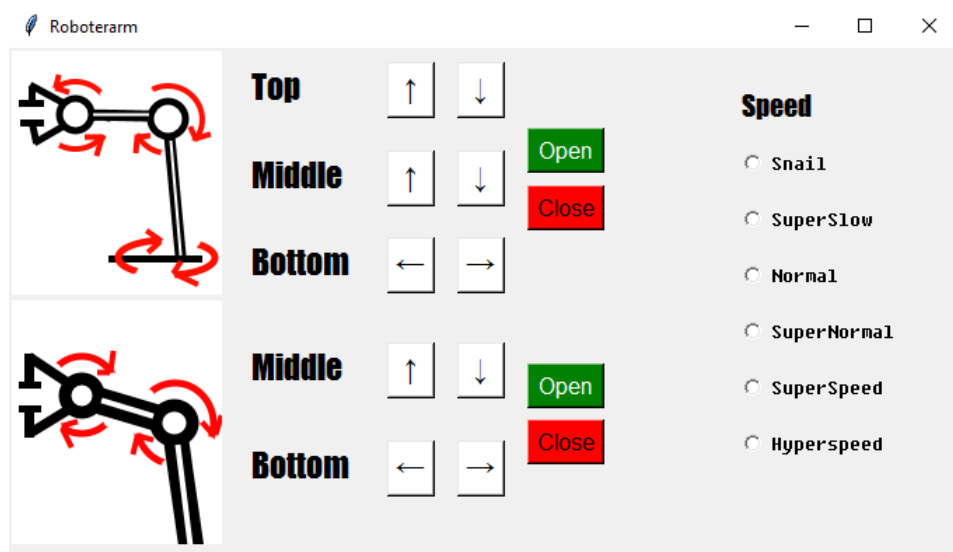 Roboterarm
Top ↑ ↓
Open
Middle ↑ ↓
Close
Bottom ← →
Middle ↑ ↓
Open
Close
Bottom ← →
Speed
Snail
SuperSlow
Normal
SuperNormal
SuperSpeed
Hyperspeed